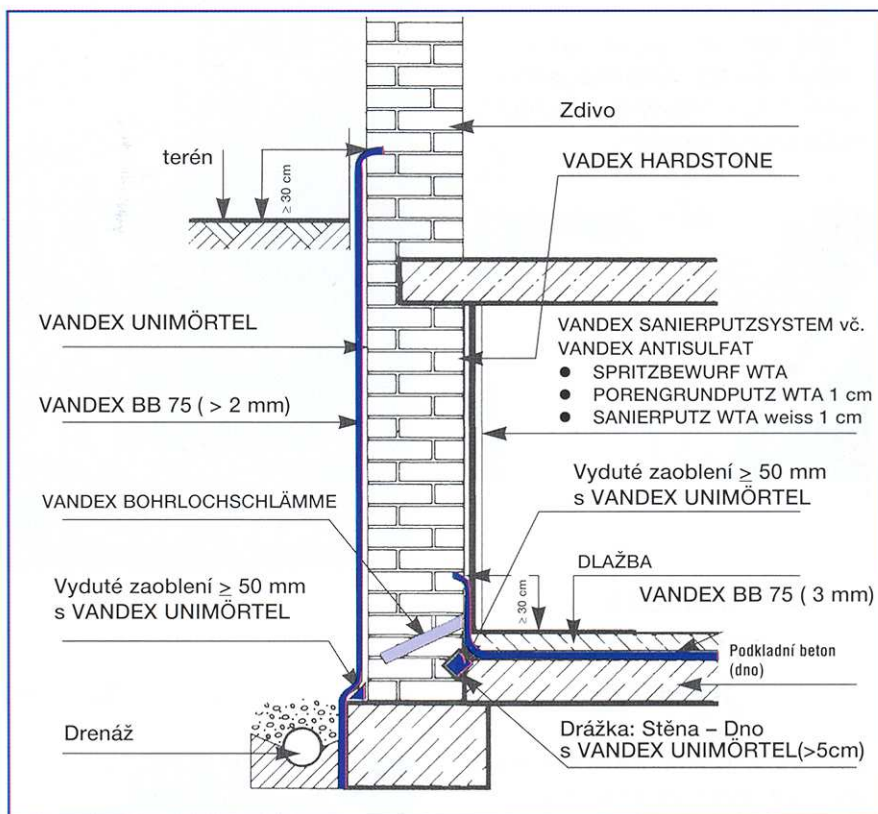 Zdivo
terén
≥ 30 cm
VADEX HARDSTONE
VANDEX UNIMÖRTEL
VANDEX SANIERPUTZSYSTEM vč.
VANDEX ANTISULFAT
● SPRITZBEWURF WTA
● PORENGRUNDPUTZ WTA 1 cm
● SANIERPUTZ WTA weiss 1 cm
VANDEX BB 75 ( > 2 mm)
Vyduté zaoblení ≥ 50 mm
s VANDEX UNIMÖRTEL
VANDEX BOHRLOCHSCHLÄMME
DLAŽBA
≥ 30 cm
VANDEX BB 75 ( 3 mm)
Vyduté zaoblení ≥ 50 mm
s VANDEX UNIMÖRTEL
Podkladní beton
(dno)
Drenáž
Drážka: Stěna – Dno
s VANDEX UNIMÖRTEL(>5cm)